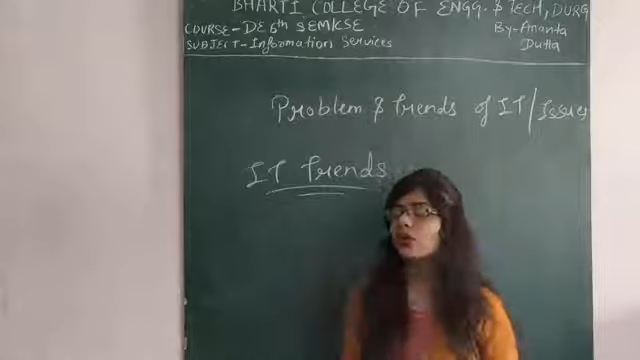 BHARTI COLLEGE OF ENGG. & TECH, DURG
COURSE - DE 6th SEM/CSE
By - Ananta
SUBJECT - Information Services
Dutta
Problem & Trends of IT/Issues
IT Trends